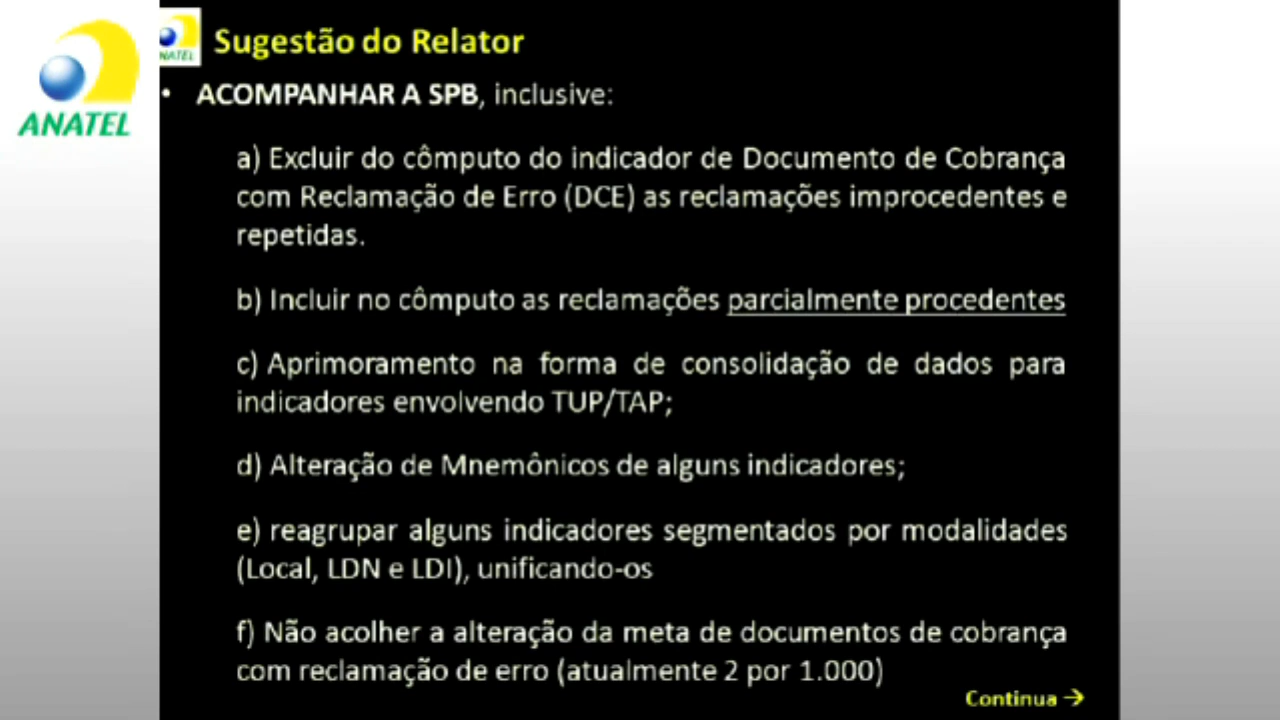 ANATEL
ANATEL
Sugestão do Relator
• ACOMPANHAR A SPB, inclusive:
a) Excluir do cômputo do indicador de Documento de Cobrança
com Reclamação de Erro (DCE) as reclamações improcedentes e
repetidas.
b) Incluir no cômputo as reclamações parcialmente procedentes
c) Aprimoramento na forma de consolidação de dados para
indicadores envolvendo TUP/TAP;
d) Alteração de Mnemônicos de alguns indicadores;
e) reagrupar alguns indicadores segmentados por modalidades
(Local, LDN e LDI), unificando-os
f) Não acolher a alteração da meta de documentos de cobrança
com reclamação de erro (atualmente 2 por 1.000)
Continua →